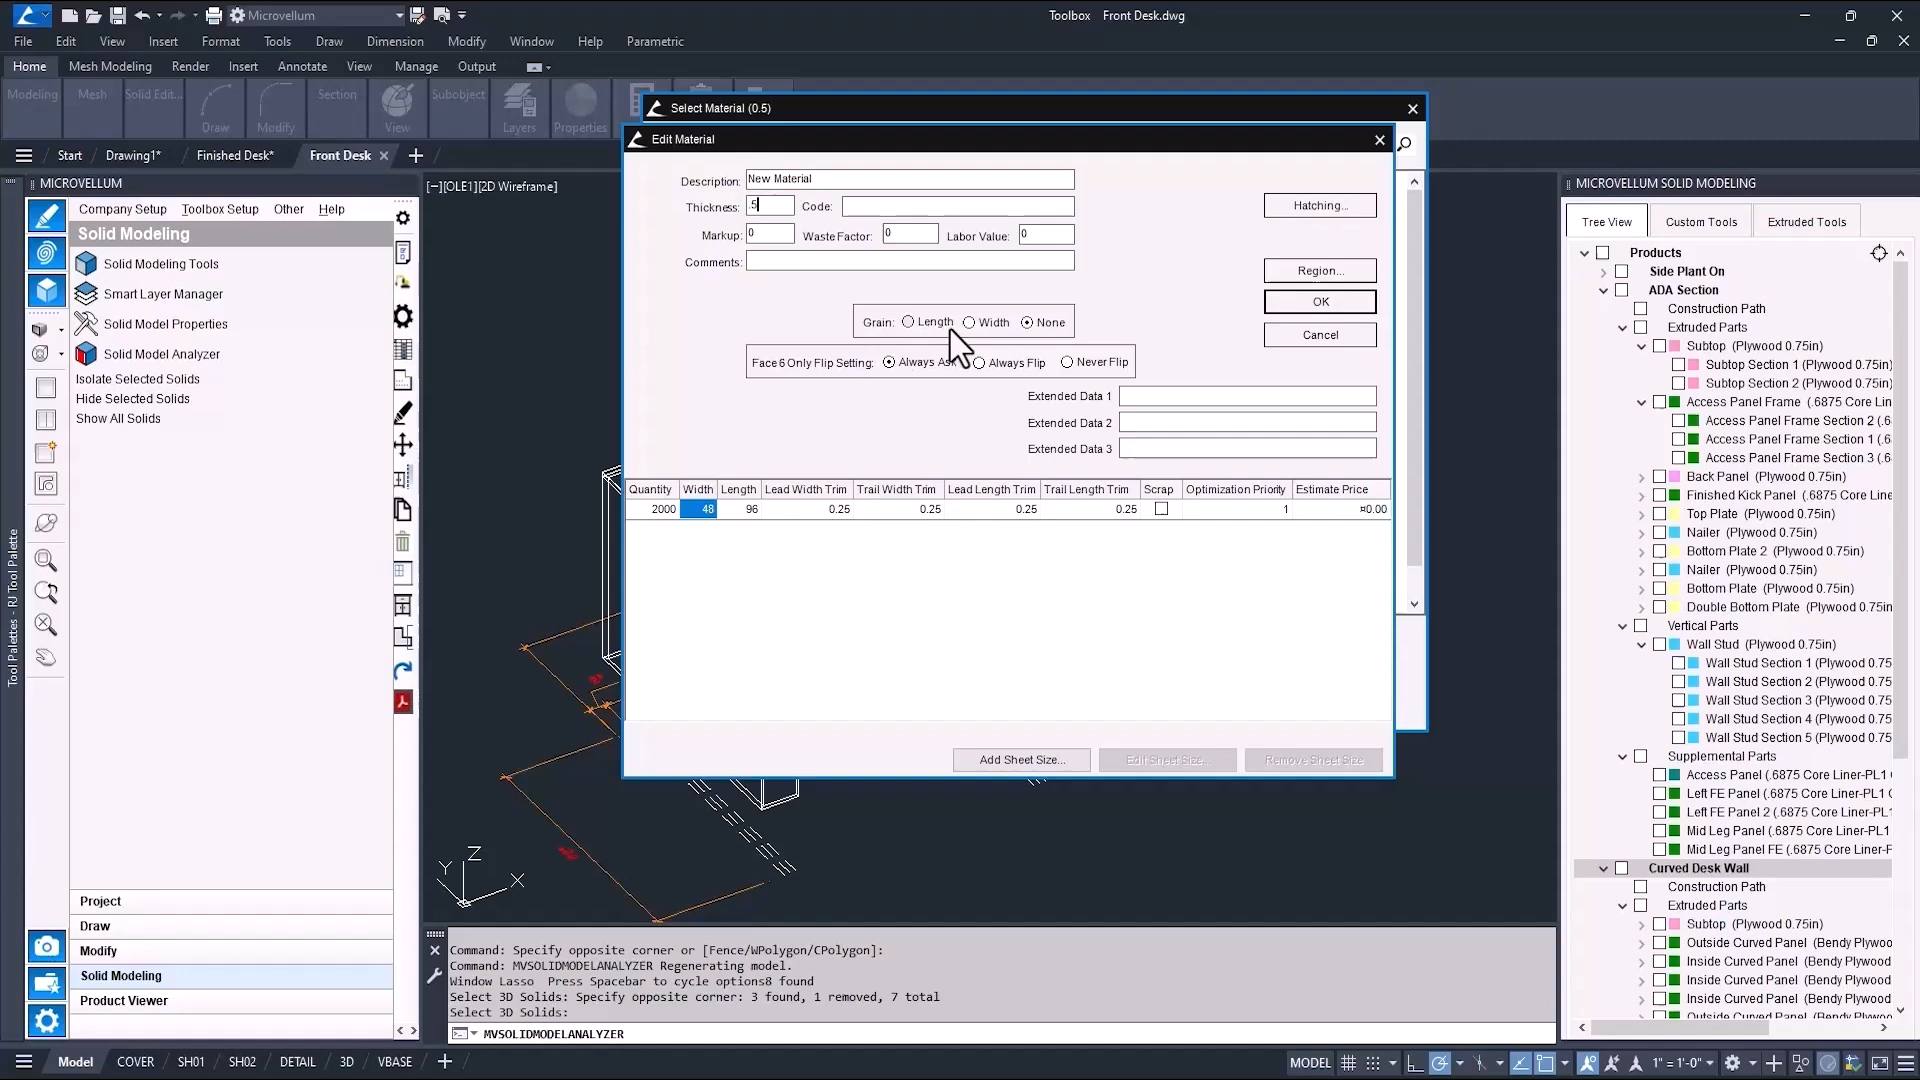 Microvellum
Toolbox Front Desk.dwg
File Edit View Insert Format Tools Draw Dimension Modify Window Help Parametric
Home Mesh Modeling Render Insert Annotate View Manage Output
Modeling Mesh Solid Edit... Draw Modify Section View Subobject Layers Properties
Start Drawing1* Finished Desk* Front Desk
MICROVELLUM
Company Setup Toolbox Setup Other Help
Solid Modeling
Solid Modeling Tools
Smart Layer Manager
Solid Model Properties
Solid Model Analyzer
Isolate Selected Solids
Hide Selected Solids
Show All Solids
Project
Draw
Modify
Solid Modeling
Product Viewer
Tool Palettes - RJ Tool Palette
[−][OLE1][2D Wireframe]
Select Material (0.5)
Edit Material
Description: New Material
Thickness: .5 Code:
Markup: 0 Waste Factor: 0 Labor Value: 0
Comments:
Hatching...
Region...
OK
Cancel
Grain: Length Width None
Face 6 Only Flip Setting: Always Ask Always Flip Never Flip
Extended Data 1
Extended Data 2
Extended Data 3
Quantity Width Length Lead Width Trim Trail Width Trim Lead Length Trim Trail Length Trim Scrap Optimization Priority Estimate Price
2000 48 96 0.25 0.25 0.25 0.25 1 ¤0.00
Add Sheet Size... Edit Sheet Size... Remove Sheet Size
Z
Y
X
Command: Specify opposite corner or [Fence/WPolygon/CPolygon]:
Command: MVSOLIDMODELANALYZER Regenerating model.
Window Lasso  Press Spacebar to cycle options8 found
Select 3D Solids: Specify opposite corner: 3 found, 1 removed, 7 total
Select 3D Solids:
MVSOLIDMODELANALYZER
MICROVELLUM SOLID MODELING
Tree View Custom Tools Extruded Tools
Products
Side Plant On
ADA Section
Construction Path
Extruded Parts
Subtop (Plywood 0.75in)
Subtop Section 1 (Plywood 0.75in)
Subtop Section 2 (Plywood 0.75in)
Access Panel Frame (.6875 Core Lin
Access Panel Frame Section 2 (.6
Access Panel Frame Section 1 (.6
Access Panel Frame Section 3 (.6
Back Panel (Plywood 0.75in)
Finished Kick Panel (.6875 Core Line
Top Plate (Plywood 0.75in)
Nailer (Plywood 0.75in)
Bottom Plate 2 (Plywood 0.75in)
Nailer (Plywood 0.75in)
Bottom Plate (Plywood 0.75in)
Double Bottom Plate (Plywood 0.75in
Vertical Parts
Wall Stud (Plywood 0.75in)
Wall Stud Section 1 (Plywood 0.75
Wall Stud Section 2 (Plywood 0.75
Wall Stud Section 3 (Plywood 0.75
Wall Stud Section 4 (Plywood 0.75
Wall Stud Section 5 (Plywood 0.75
Supplemental Parts
Access Panel (.6875 Core Liner-PL1
Left FE Panel (.6875 Core Liner-PL1
Left FE Panel 2 (.6875 Core Liner-PL1
Mid Leg Panel (.6875 Core Liner-PL1
Mid Leg Panel FE (.6875 Core Liner-F
Curved Desk Wall
Construction Path
Extruded Parts
Subtop (Plywood 0.75in)
Outside Curved Panel (Bendy Plywoo
Inside Curved Panel (Bendy Plywood
Inside Curved Panel (Bendy Plywood
Inside Curved Panel (Bendy Plywood
Outside Curved Panel (Bendy Plywoo
Model COVER SH01 SH02 DETAIL 3D VBASE
MODEL 1" = 1'-0"